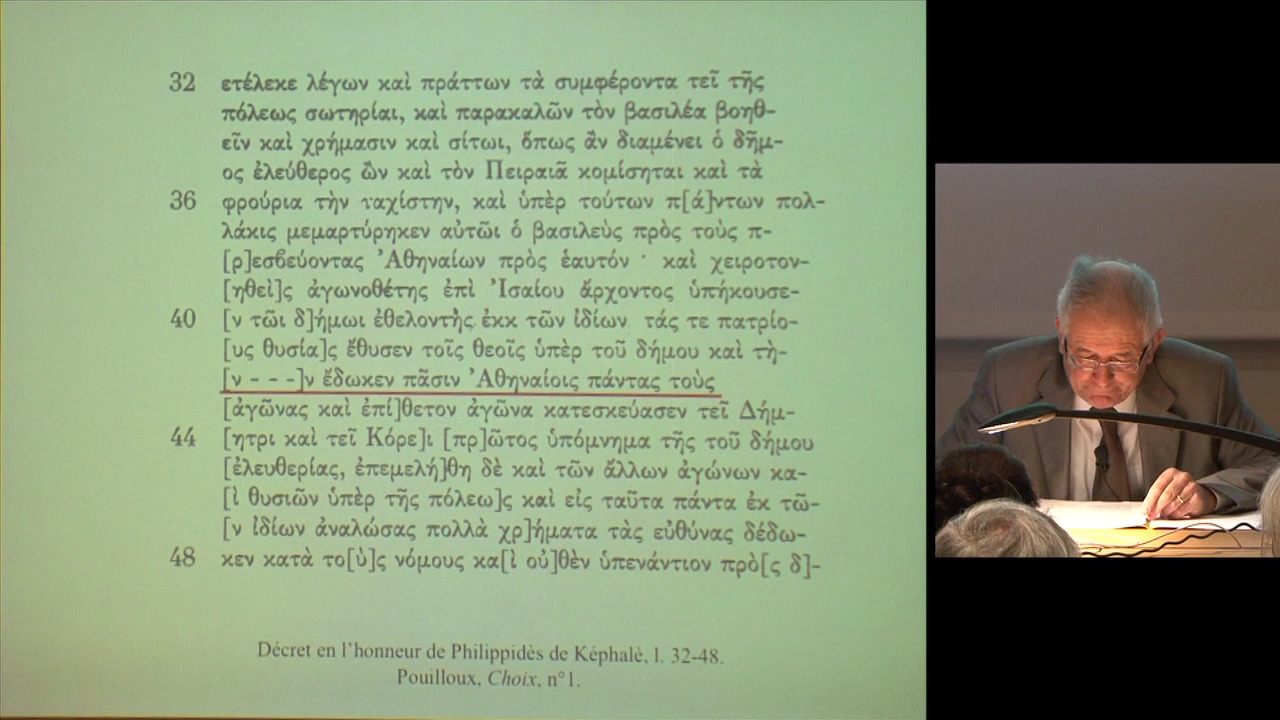 32 ετέλεκε λέγων καὶ πράττων τὰ συμφέροντα τεῖ τῆς
πόλεως σωτηρίαι, καὶ παρακαλῶν τὸν βασιλέα βοηθ-
εῖν καὶ χρήμασιν καὶ σίτωι, ὅπως ἂν διαμένει ὁ δῆμ-
ος ἐλεύθερος ὢν καὶ τὸν Πειραιᾶ κομίσηται καὶ τὰ
36 φρούρια τὴν ταχίστην, καὶ ὑπὲρ τούτων π[ά]ντων πολ-
λάκις μεμαρτύρηκεν αὐτῶι ὁ βασιλεὺς πρὸς τοὺς π-
[ρ]εσβεύοντας Ἀθηναίων πρὸς ἑαυτόν · καὶ χειροτον-
[ηθεὶ]ς ἀγωνοθέτης ἐπὶ Ἰσαίου ἄρχοντος ὑπήκουσε-
40 [ν τῶι δ]ήμωι ἐθελοντὴς ἐκκ τῶν ἰδίων τάς τε πατρίο-
[υς θυσία]ς ἔθυσεν τοῖς θεοῖς ὑπὲρ τοῦ δήμου καὶ τὴ-
[ν - - -]ν ἔδωκεν πᾶσιν Ἀθηναίοις πάντας τοὺς
[ἀγῶνας καὶ ἐπί]θετον ἀγῶνα κατεσκεύασεν τεῖ Δήμ-
44 [ητρι καὶ τεῖ Κόρε]ι [πρ]ῶτος ὑπόμνημα τῆς τοῦ δήμου
[ἐλευθερίας, ἐπεμελή]θη δὲ καὶ τῶν ἄλλων ἀγώνων κα-
[ὶ θυσιῶν ὑπὲρ τῆς πόλεω]ς καὶ εἰς ταῦτα πάντα ἐκ τῶ-
[ν ἰδίων ἀναλώσας πολλὰ χρ]ήματα τὰς εὐθύνας δέδω-
48 κεν κατὰ το[ὺ]ς νόμους κα[ὶ οὐ]θὲν ὑπενάντιον πρὸ[ς δ]-
Décret en l'honneur de Philippidès de Képhalè, l. 32-48.
Pouilloux, Choix, n°1.